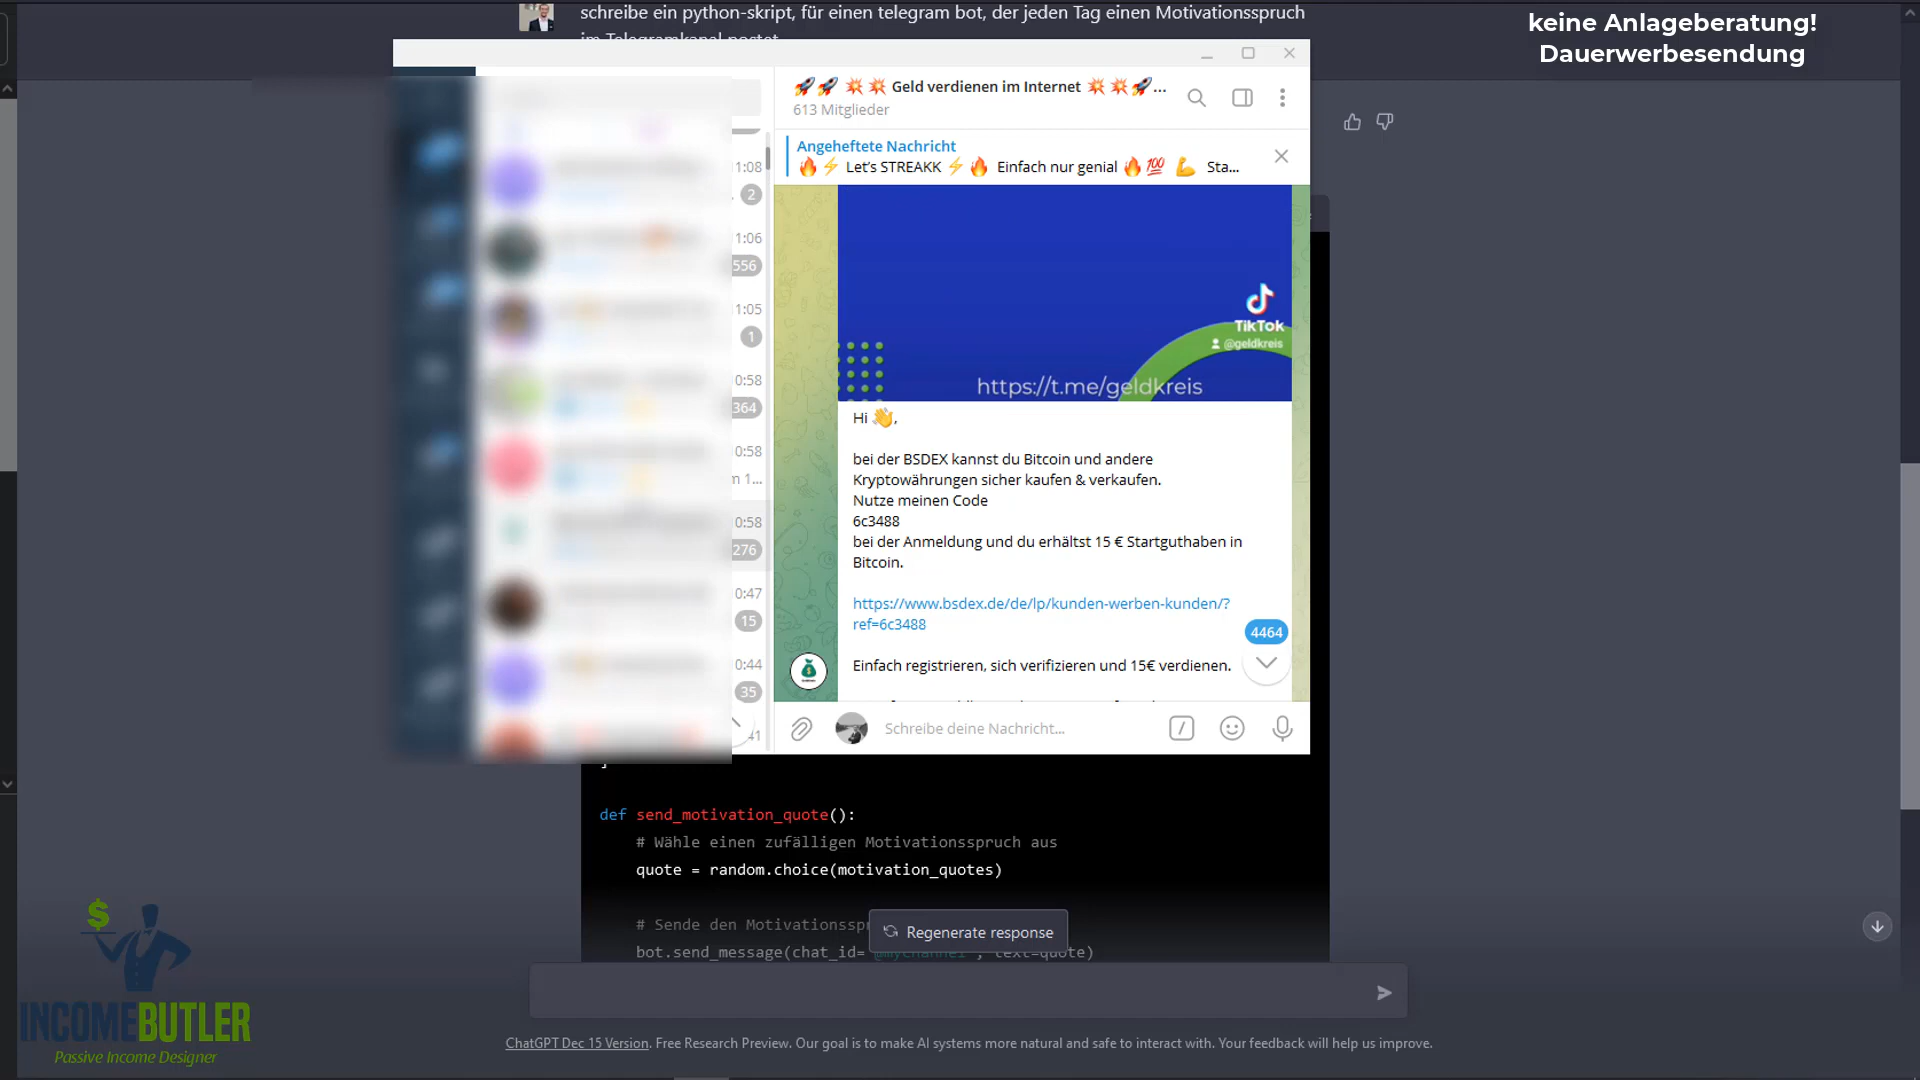 schreibe ein python-skript, für einen telegram bot, der jeden Tag einen Motivationsspruch
im Telegramkanal postet
keine Anlageberatung!
Dauerwerbesendung
🚀🚀 💥💥 Geld verdienen im Internet 💥💥🚀...
613 Mitglieder
Angeheftete Nachricht
🔥⚡ Let's STREAKK ⚡🔥 Einfach nur genial 🔥💯 💪 Sta...
11:08
2
11:06
556
11:05
1
0:58
364
0:58
m 1...
0:58
276
0:47
15
0:44
35
41
TikTok
@geldkreis
https://t.me/geldkreis
Hi 👋,
bei der BSDEX kannst du Bitcoin und andere
Kryptowährungen sicher kaufen & verkaufen.
Nutze meinen Code
6c3488
bei der Anmeldung und du erhältst 15 € Startguthaben in
Bitcoin.
https://www.bsdex.de/de/lp/kunden-werben-kunden/?
ref=6c3488
4464
Einfach registrieren, sich verifizieren und 15€ verdienen.
Schreibe deine Nachricht...
]
def send_motivation_quote():
# Wähle einen zufälligen Motivationsspruch aus
quote = random.choice(motivation_quotes)
# Sende den Motivationsspr
bot.send_message(chat_id="@mychannel", text=quote)
Regenerate response
INCOMEBUTLER
Passive Income Designer
ChatGPT Dec 15 Version. Free Research Preview. Our goal is to make AI systems more natural and safe to interact with. Your feedback will help us improve.